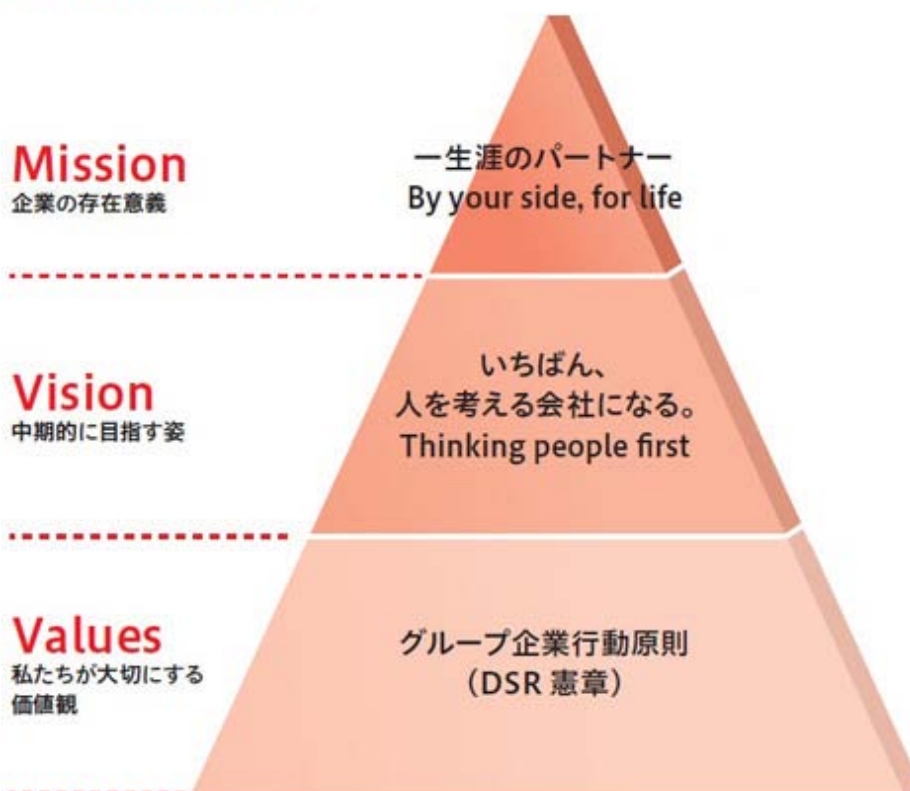 Mission
企業の存在意義
一生涯のパートナー
By your side, for life
Vision
中期的に目指す姿
いちばん、
人を考える会社になる。
Thinking people first
Values
私たちが大切にする
価値観
グループ企業行動原則
（DSR 憲章）